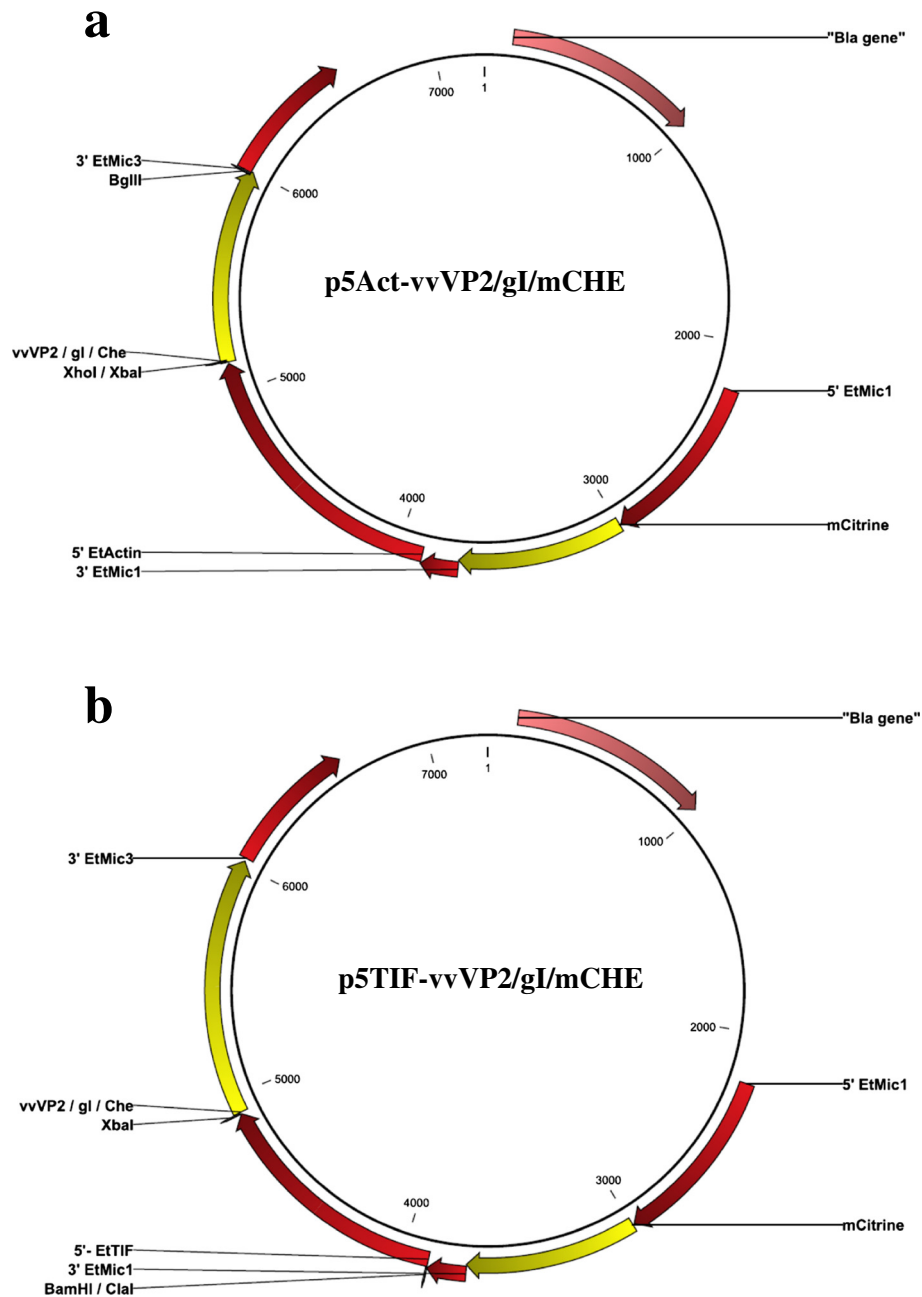 a
"Bla gene"
7000
1
1000
3' EtMic3
BglII
6000
p5Act-vvVP2/gI/mCHE
2000
vvVP2 / gI / Che
XhoI / XbaI
5000
5' EtMic1
3000
4000
mCitrine
5' EtActin
3' EtMic1
b
"Bla gene"
7000
1
1000
3' EtMic3
6000
p5TIF-vvVP2/gI/mCHE
2000
5000
5' EtMic1
vvVP2 / gI / Che
XbaI
3000
4000
mCitrine
5'- EtTIF
3' EtMic1
BamHI / ClaI